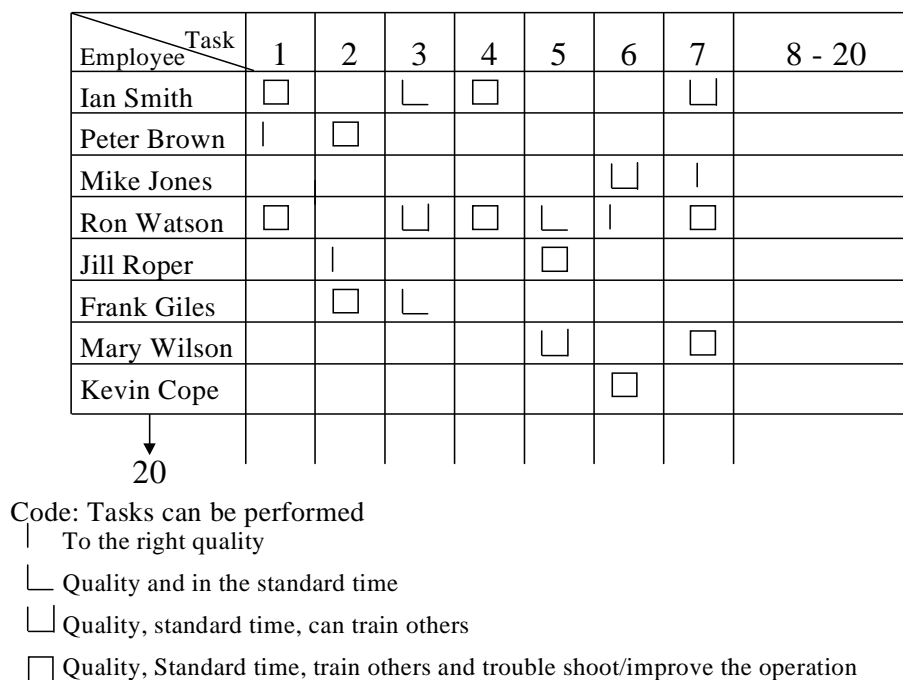 Task
Employee 1 2 3 4 5 6 7 8 - 20
Ian Smith
Peter Brown
Mike Jones
Ron Watson
Jill Roper
Frank Giles
Mary Wilson
Kevin Cope
20
Code: Tasks can be performed
To the right quality
Quality and in the standard time
Quality, standard time, can train others
Quality, Standard time, train others and trouble shoot/improve the operation